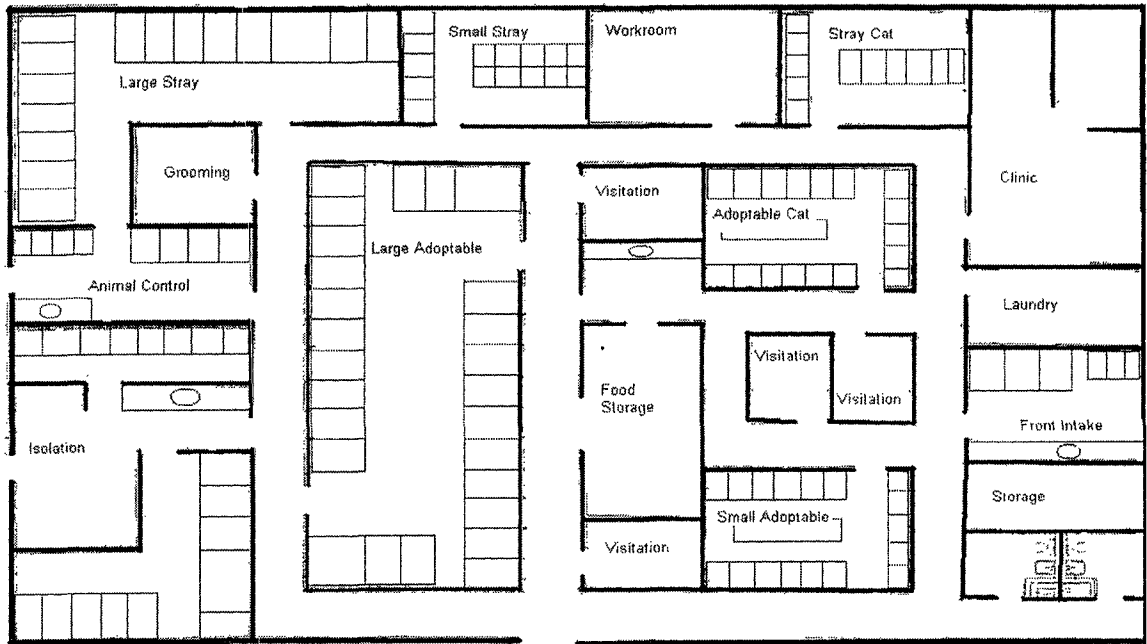 Small Stray
Workroom
Stray Cat
Large Stray
Grooming
Visitation
Clinic
Adoptable Cat
Large Adoptable
Animal Control
Laundry
Visitation
Food
Storage
Visitation
Front Intake
Isolation
Storage
Small Adoptable
Visitation